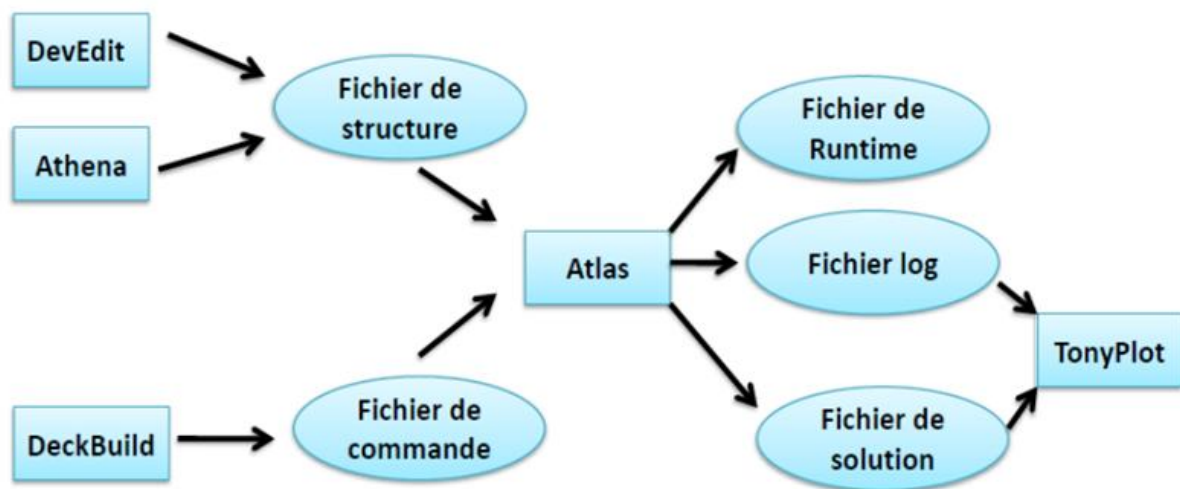 DevEdit
Athena
Fichier de
structure
DeckBuild
Fichier de
commande
Atlas
Fichier de
Runtime
Fichier log
Fichier de
solution
TonyPlot